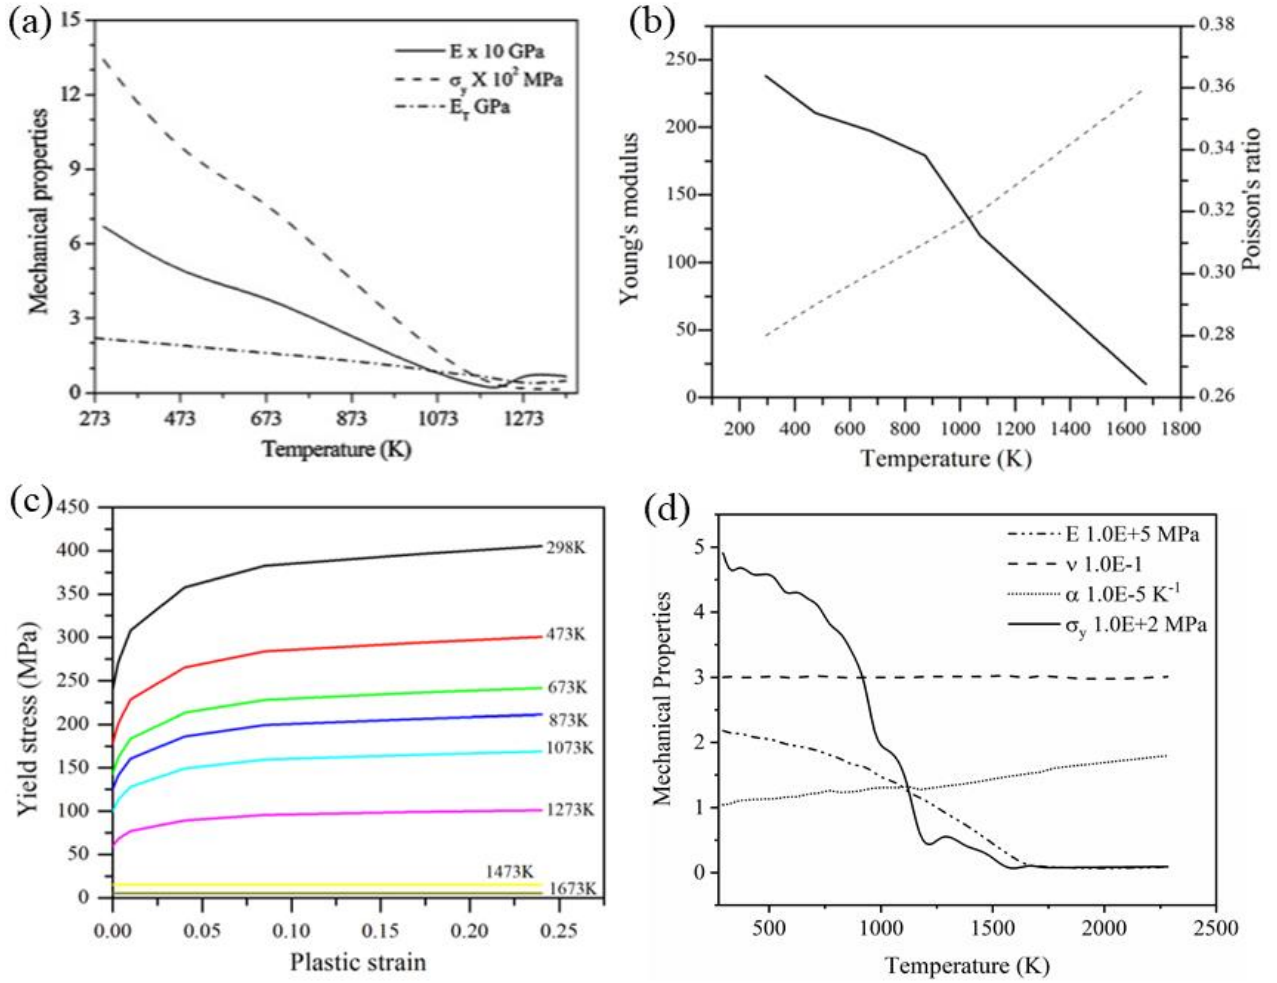 (a)
15
12
9
6
3
0
Mechanical properties
E x 10 GPa
σy X 10² MPa
ET GPa
273 473 673 873 1073 1273
Temperature (K)
(b)
250
200
150
100
50
0
Young's modulus
0.38
0.36
0.34
0.32
0.30
0.28
0.26
Poisson's ratio
200 400 600 800 1000 1200 1400 1600 1800
Temperature (K)
(c)
450
400
350
300
250
200
150
100
50
0
Yield stress (MPa)
298K
473K
673K
873K
1073K
1273K
1473K
1673K
0.00 0.05 0.10 0.15 0.20 0.25
Plastic strain
(d)
5
4
3
2
1
0
Mechanical Properties
E 1.0E+5 MPa
ν 1.0E-1
α 1.0E-5 K⁻¹
σy 1.0E+2 MPa
500 1000 1500 2000 2500
Temperature (K)